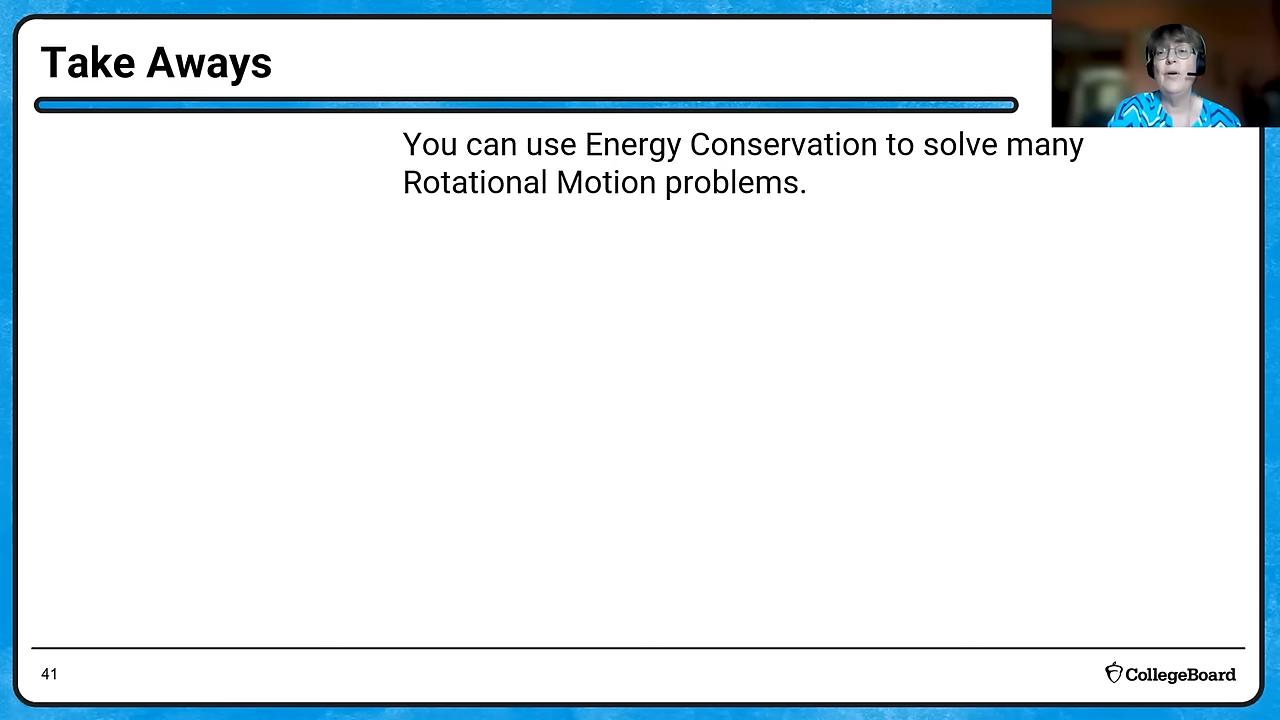 Take Aways
You can use Energy Conservation to solve many
Rotational Motion problems.
41
CollegeBoard